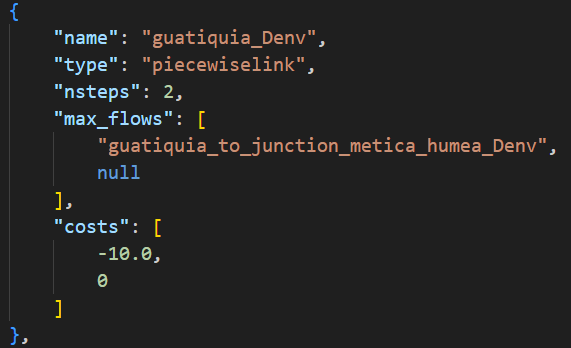 {
    "name": "guatiquia_Denv",
    "type": "piecewiselink",
    "nsteps": 2,
    "max_flows": [
        "guatiquia_to_junction_metica_humea_Denv",
        null
    ],
    "costs": [
        -10.0,
        0
    ]
},